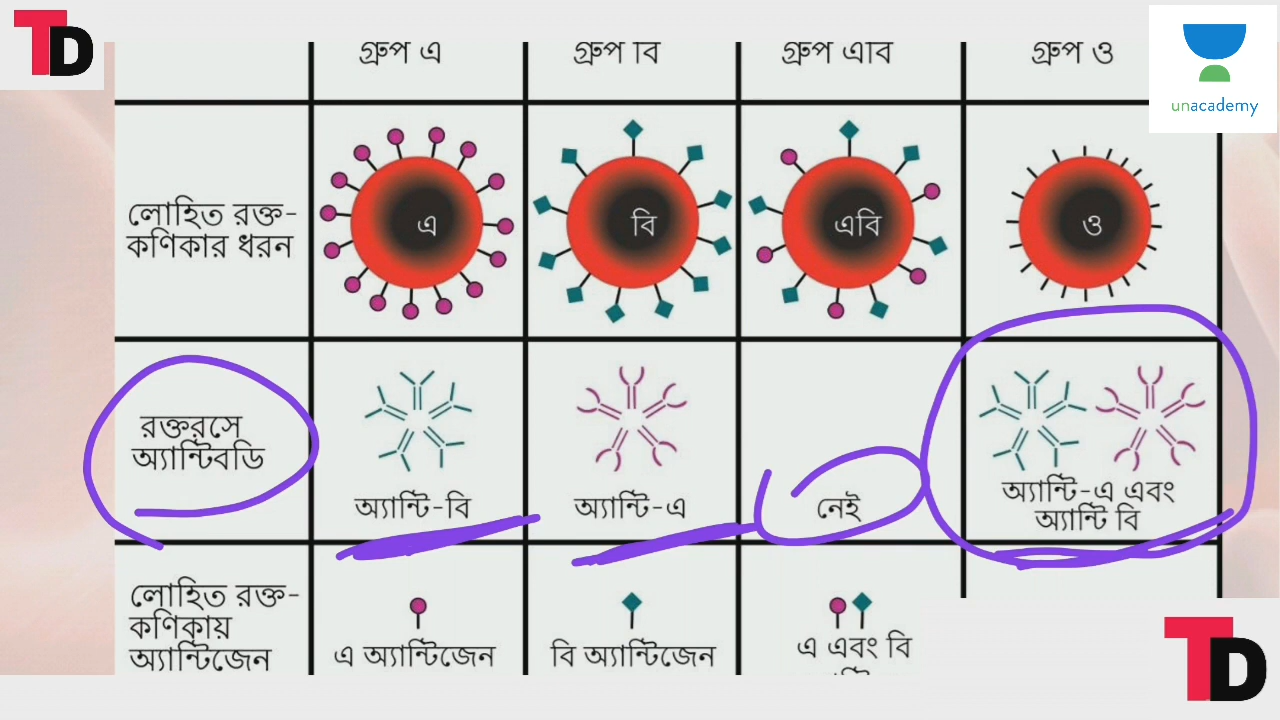 TD
unacademy
গ্রুপ এ
গ্রুপ বি
গ্রুপ এবি
গ্রুপ ও
লোহিত রক্ত-
কণিকার ধরন
এ
বি
এবি
ও
রক্তরসে
অ্যান্টিবডি
অ্যান্টি-বি
অ্যান্টি-এ
নেই
অ্যান্টি-এ এবং
অ্যান্টি বি
লোহিত রক্ত-
কণিকায়
অ্যান্টিজেন
এ অ্যান্টিজেন
বি অ্যান্টিজেন
এ এবং বি
TD